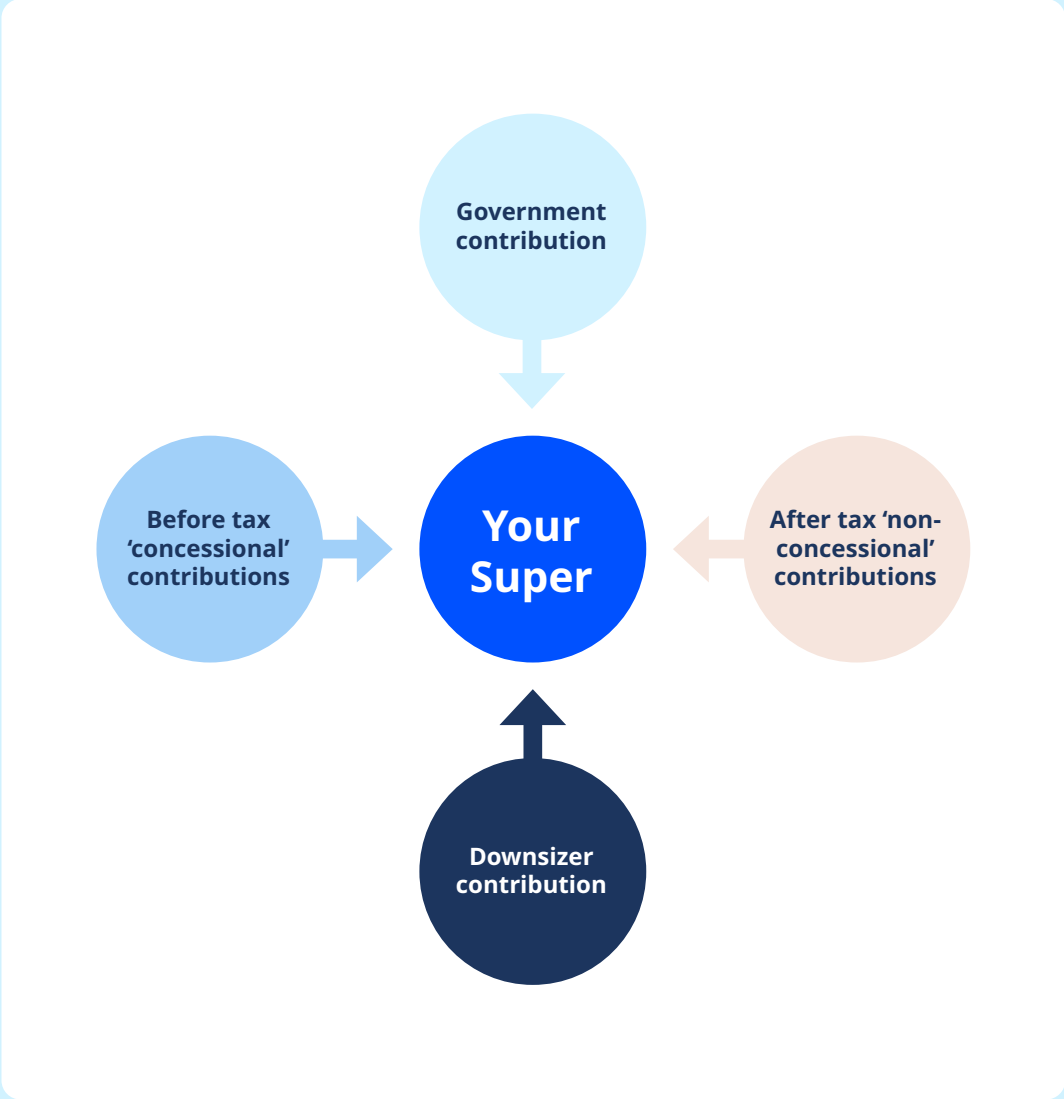 Government
contribution
Before tax
‘concessional’
contributions
Your
Super
After tax ‘non-
concessional’
contributions
Downsizer
contribution